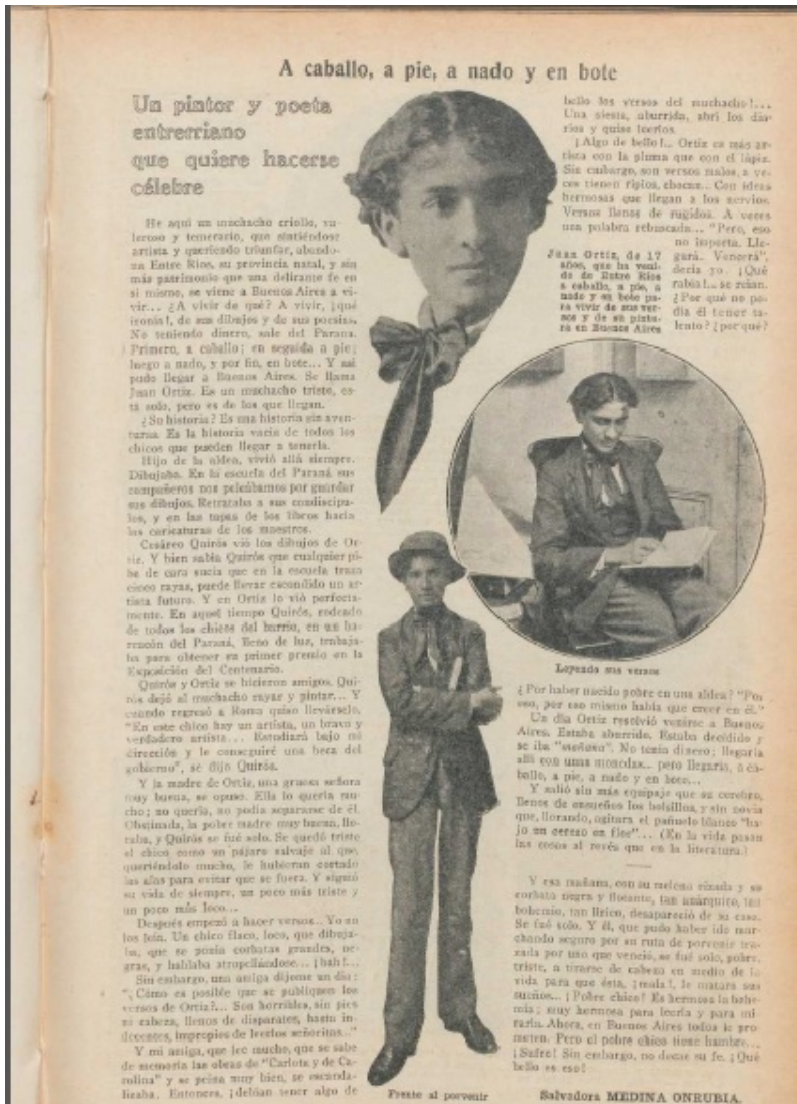 A caballo, a pie, a nado y en bote
Un pintor y poeta
entrerriano
que quiere hacerse
célebre
He aquí un muchacho criollo, va-
leroso y temerario, que sintiéndose
artista y queriendo triunfar, abando-
na Entre Ríos, su provincia natal, y sin
más patrimonio que una delirante fe en
sí mismo, se viene a Buenos Aires a vi-
vir... ¿A vivir de qué? A vivir, ¡qué
ironía!, de sus dibujos y de sus poesías.
No teniendo dinero, sale del Paraná.
Primero, a caballo; en seguida a pie;
luego a nado, y por fin, en bote... Y así
pudo llegar a Buenos Aires. Se llama
Juan Ortiz. Es un muchacho triste, es-
tá solo, pero es de los que llegan.
¿Su historia? Es una historia sin aven-
turas. Es la historia vacía de todos los
chicos que pueden llegar a tenerla.
Hijo de la aldea, vivió allá siempre.
Dibujaba. En la escuela del Paraná sus
compañeros nos peleábamos por guardar
sus dibujos. Retrataba a sus condiscípu-
los, y en las tapas de los libros hacía
las caricaturas de los maestros.
Cesáreo Quirós vió los dibujos de Or-
tiz. Y bien sabía Quirós que cualquier pi-
be de cara sucia que en la escuela traza
cinco rayas, puede llevar escondido un ar-
tista futuro. Y en Ortiz lo vió perfecta-
mente. En aquel tiempo Quirós, rodeado
de todos los chicos del barrio, en un ba-
rracón del Paraná, lleno de luz, trabaja-
ba para obtener su primer premio en la
Exposición del Centenario.
Quirós y Ortiz se hicieron amigos. Qui-
rós dejó al muchacho rayar y pintar... Y
cuando regresó a Roma quiso llevárselo.
"En este chico hay un artista, un bravo y
verdadero artista... Estudiará bajo mi
dirección y le conseguiré una beca del
gobierno", se dijo Quirós.
Y la madre de Ortiz, una gruesa señora
muy buena, se opuso. Ella lo quería mu-
cho; no quería, no podía separarse de él.
Obstinada, la pobre madre muy buena, llo-
raba, y Quirós se fué solo. Se quedó triste
el chico como un pájaro salvaje al que,
queriéndolo mucho, le hubieran cortado
las alas para evitar que se fuera. Y siguió
su vida de siempre, un poco más triste y
un poco más loco...
Después empezó a hacer versos... Yo no
los leía. Un chico flaco, loco, que dibuja-
ba, que se ponía corbatas grandes, ne-
gras, y hablaba atropellándose... ¡bah!...
Sin embargo, una amiga díjome un día:
"¿Cómo es posible que se publiquen los
versos de Ortiz?... Son horribles, sin pies
ni cabeza, llenos de disparates, hasta in-
decentes, impropios de leerlos señoritas..."
Y mi amiga, que lee mucho, que se sabe
de memoria las obras de "Carlota y de Ca-
rolina" y se peina muy bien, se escanda-
lizaba. Entonces, ¡debían tener algo de
bello los versos del muchacho!...
Una siesta, aburrida, abrí los dia-
rios y quise leerlos.
¡Algo de bello!... Ortiz es más ar-
tista con la pluma que con el lápiz.
Sin embargo, son versos malos, a ve-
ces tienen ripios, chocan... Con ideas
hermosas que llegan a los nervios.
Versos llenos de rugidos. A veces
una palabra rebuscada... "Pero, eso
no importa. Lle-
gará. Vencerá",
decía yo. ¡Qué
rabia!... se reían.
¿Por qué no po-
día él tener ta-
lento? ¿por qué?
Juan Ortiz, de 17
años, que ha veni-
do de Entre Ríos
a caballo, a pie, a
nado y en bote pa-
ra vivir de sus ver-
sos y de su pintu-
ra en Buenos Aires
Leyendo sus versos
¿Por haber nacido pobre en una aldea? "Por
eso, por eso mismo había que creer en él."
Un día Ortiz resolvió venirse a Buenos
Aires. Estaba aburrido. Estaba decidido y
se iba "mañana". No tenía dinero; llegaría
allí con unas monedas... pero llegaría, a ca-
ballo, a pie, a nado y en bote...
Y salió sin más equipaje que su cerebro,
llenos de ensueños los bolsillos, y sin novia
que, llorando, agitara el pañuelo blanco "ba-
jo un cerezo en flor"... (En la vida pasan
las cosas al revés que en la literatura.)
Y esa mañana, con su melena rizada y su
corbata negra y flotante, tan anárquico, tan
bohemio, tan lírico, desapareció de su casa.
Se fué solo. Y él, que pudo haber ido mar-
chando seguro por su ruta de porvenir tra-
zada por uno que venció, se fué solo, pobre,
triste, a tirarse de cabeza en medio de la
vida para que ésta, ¡mala!, le matara sus
sueños... ¡Pobre chico! Es hermosa la bohe-
mia; muy hermosa para leerla y para mi-
rarla. Ahora, en Buenos Aires todos le pro-
meten. Pero el pobre chico tiene hambre...
¡Sufre! Sin embargo, no decae su fe. ¡Qué
bello es eso!
Frente al porvenir
Salvadora MEDINA ONRUBIA.